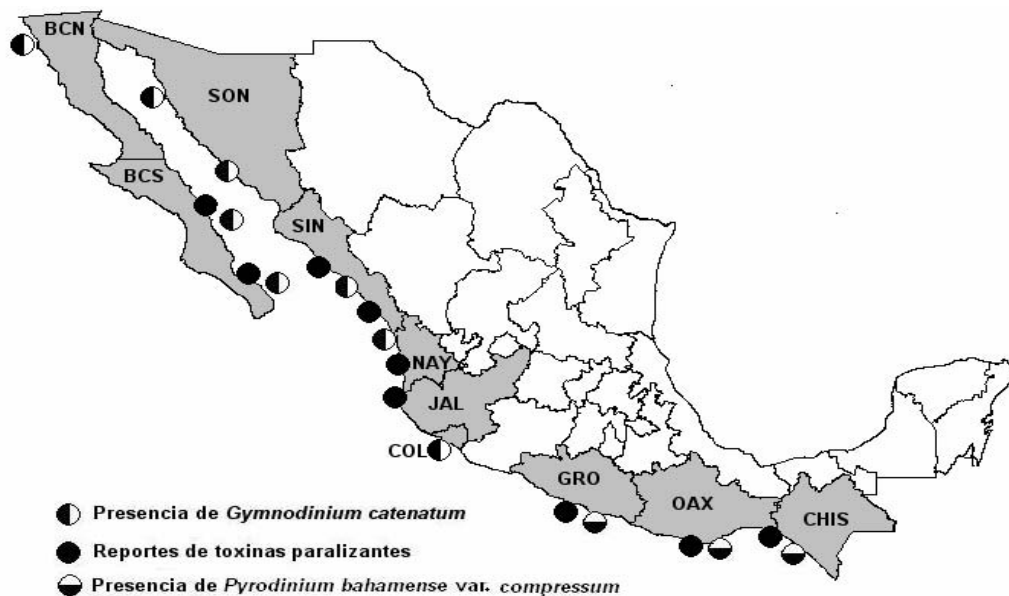 BCN
SON
BCS
SIN
NAY
JAL
COL
GRO
OAX
CHIS
Presencia de Gymnodinium catenatum
Reportes de toxinas paralizantes
Presencia de Pyrodinium bahamense var. compressum